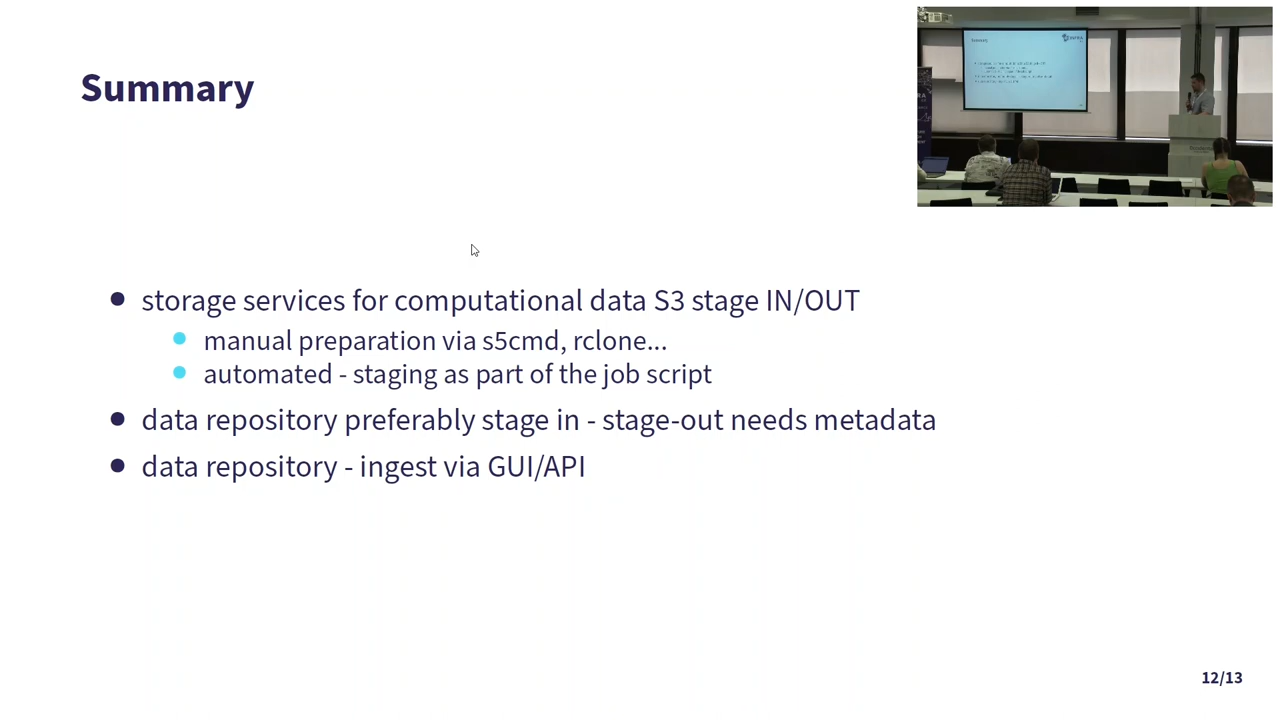 Summary
storage services for computational data S3 stage IN/OUT
manual preparation via s5cmd, rclone...
automated - staging as part of the job script
data repository preferably stage in - stage-out needs metadata
data repository - ingest via GUI/API
12/13